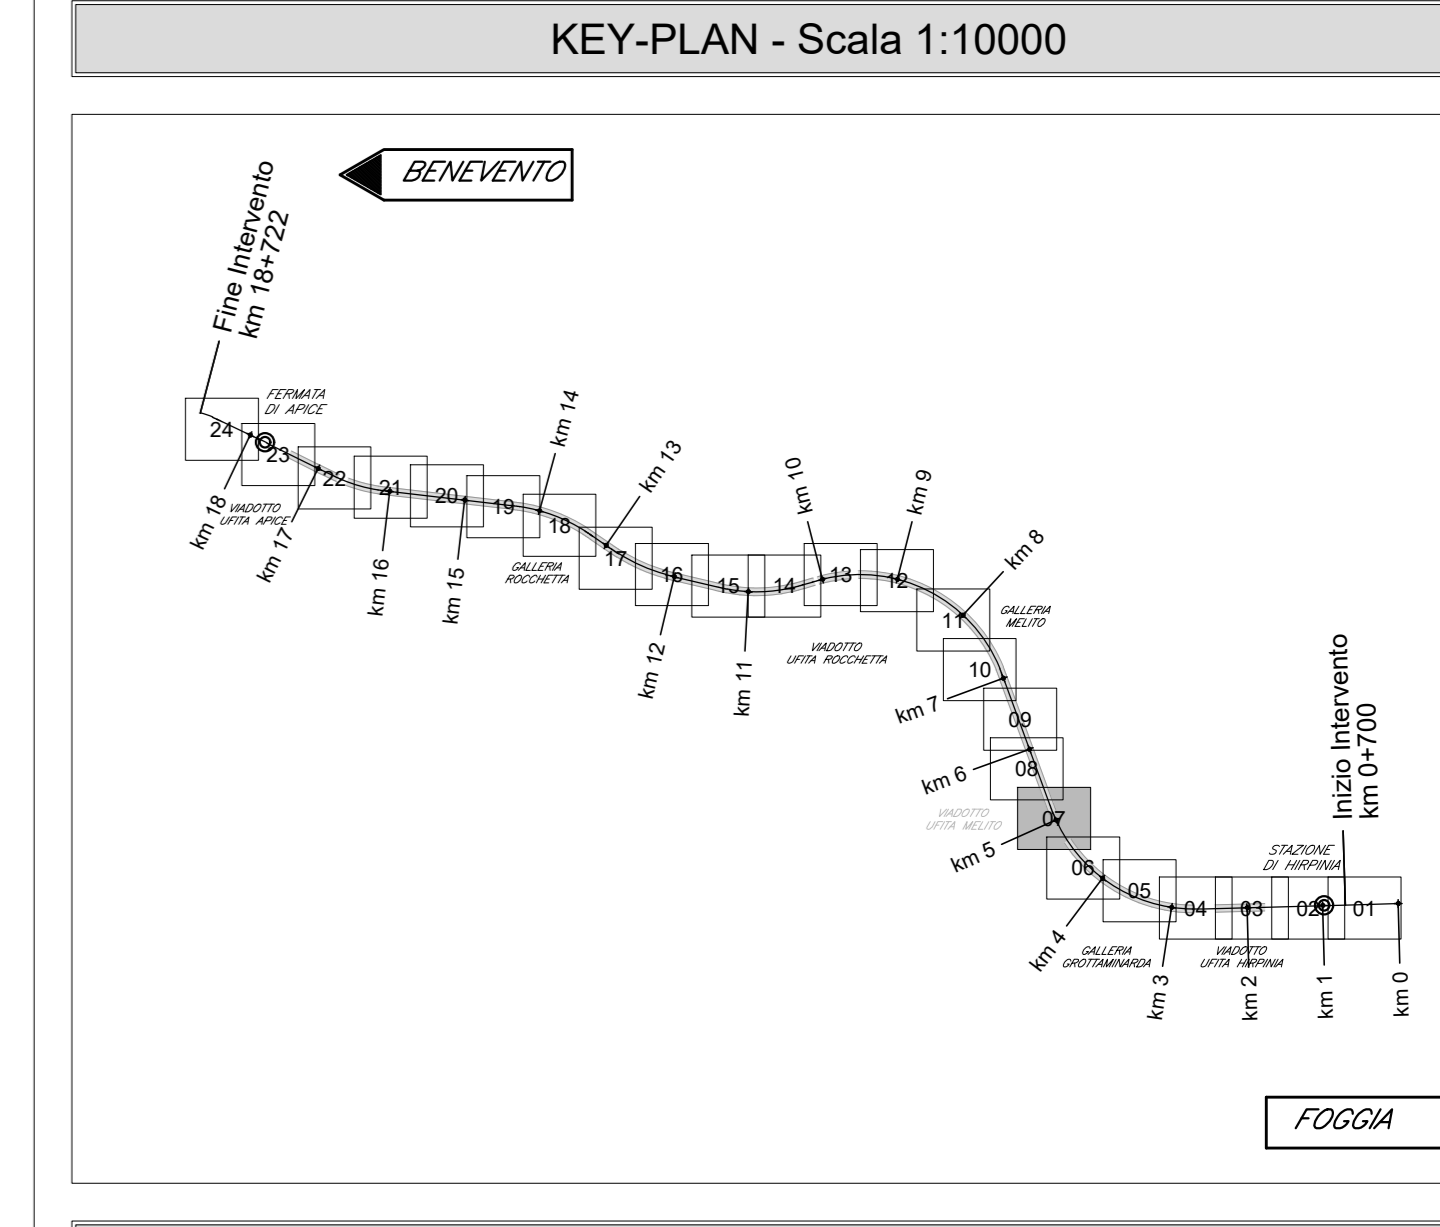 KEY-PLAN - Scala 1:10000
BENEVENTO
Fine Intervento
km 18+722
FERMATA
DI APICE
24
23
22
21
20
19
18
17
16
15
14
13
12
11
10
09
08
07
06
05
04
03
02
01
km 18
VIADOTTO
UFITA APICE
km 17
km 16
km 15
km 14
GALLERIA
ROCCHETTA
km 13
km 12
km 11
km 10
VIADOTTO
UFITA ROCCHETTA
km 9
km 8
GALLERIA
MELITO
km 7
km 6
VIADOTTO
UFITA MELITO
km 5
km 4
GALLERIA
GROTTAMINARDA
km 3
VIADOTTO
UFITA HIRPINIA
km 2
STAZIONE
DI HIRPINIA
km 1
Inizio Intervento
km 0+700
km 0
FOGGIA